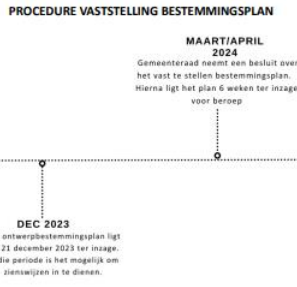 PROCEDURE VASTSTELLING BESTEMMINGSPLAN
MAART/APRIL
2024
Gemeenteraad neemt een besluit over
het vast te stellen bestemmingsplan.
Hierna ligt het plan 6 weken ter inzage
voor beroep
DEC 2023
ontwerpbestemmingsplan ligt
21 december 2023 ter inzage.
die periode is het mogelijk om
zienswijzen in te dienen.